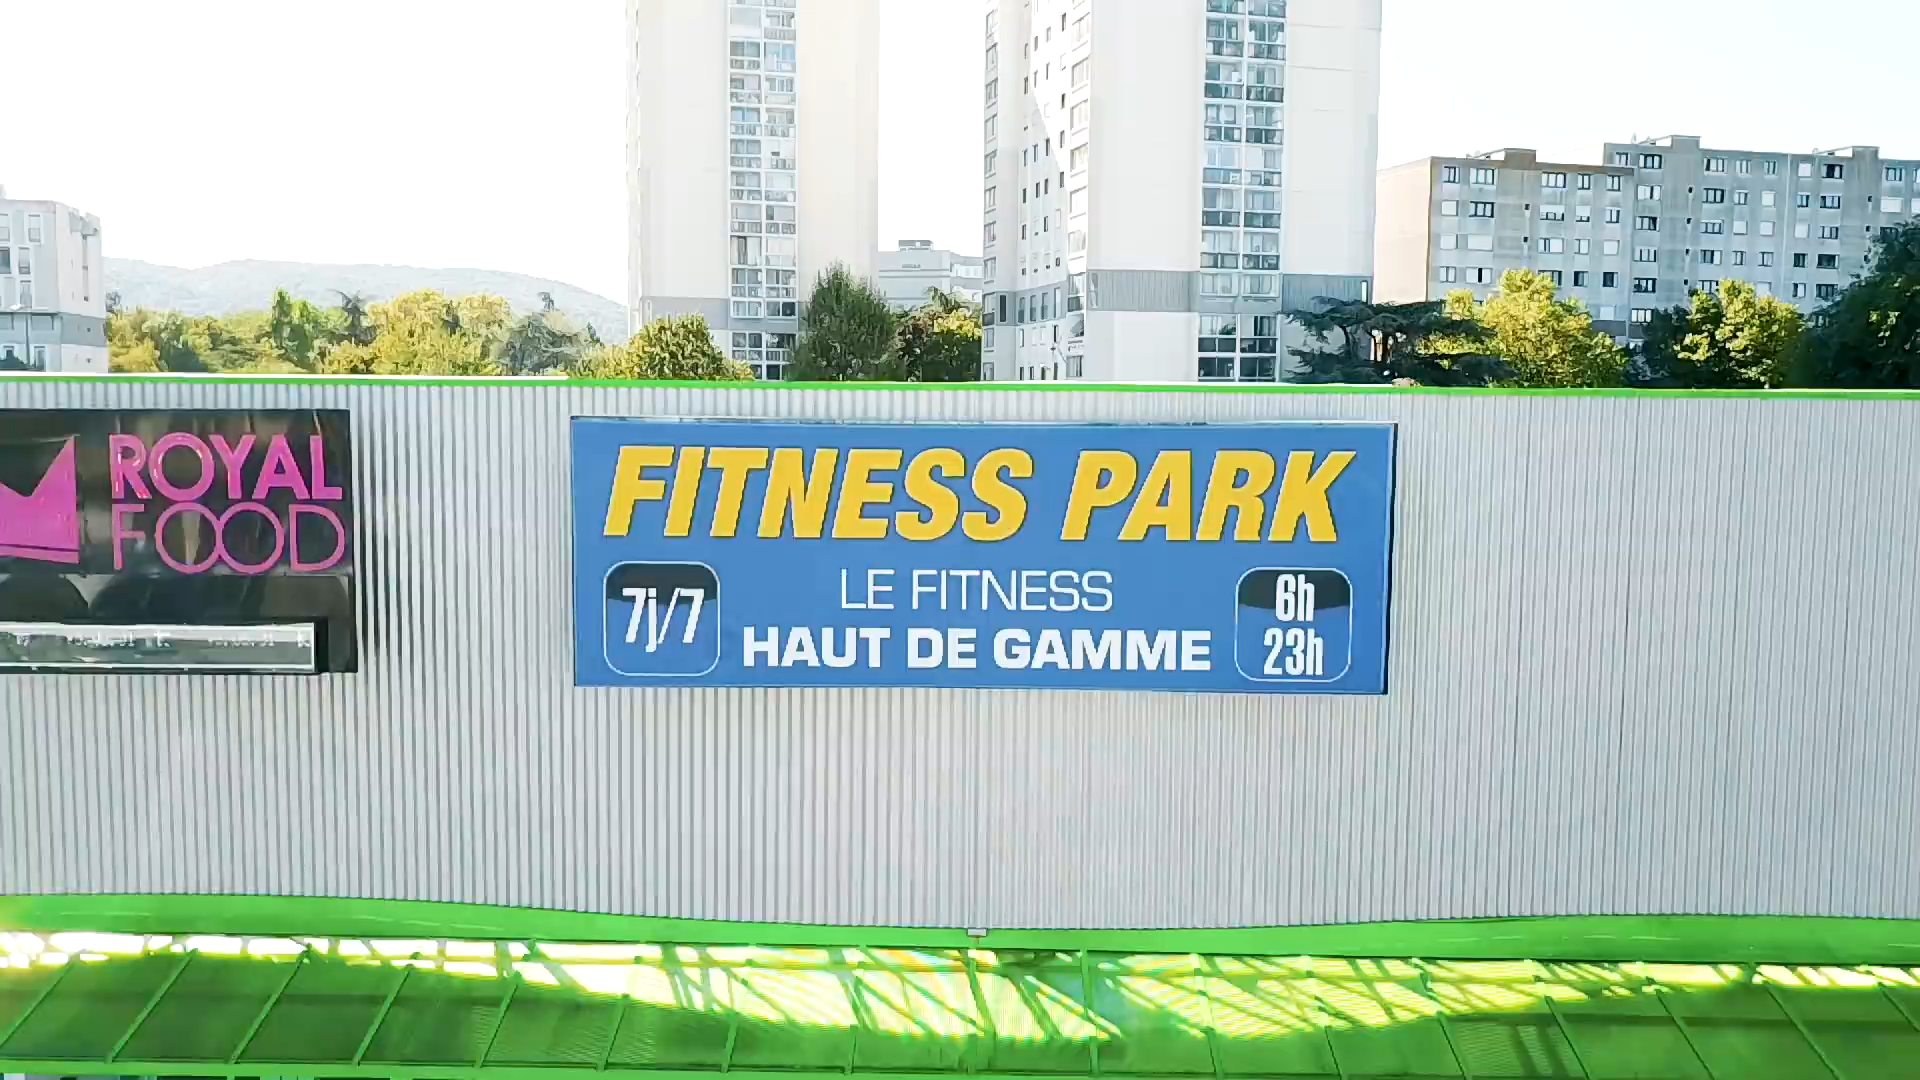 ROYAL
FOOD
FITNESS PARK
7j/7
LE FITNESS
HAUT DE GAMME
6h
23h